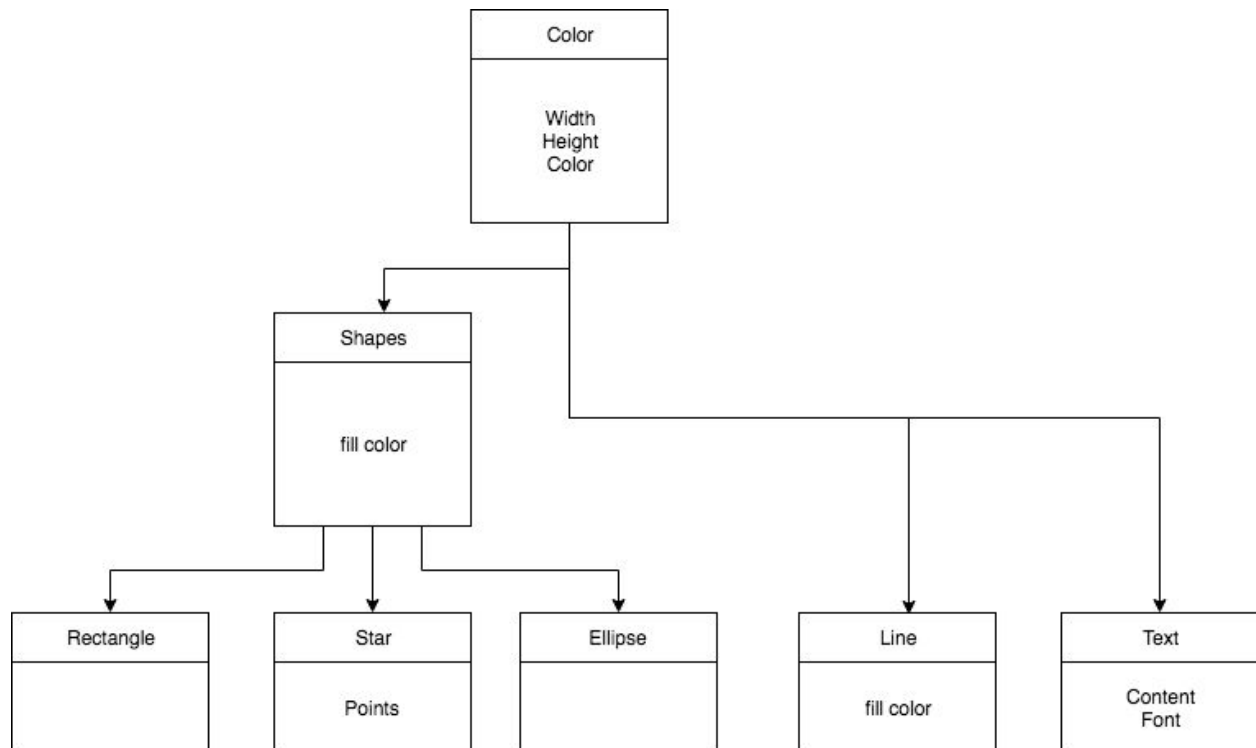 Color
Width
Height
Color
Shapes
fill color
Rectangle
Star
Ellipse
Line
Text
Points
fill color
Content
Font